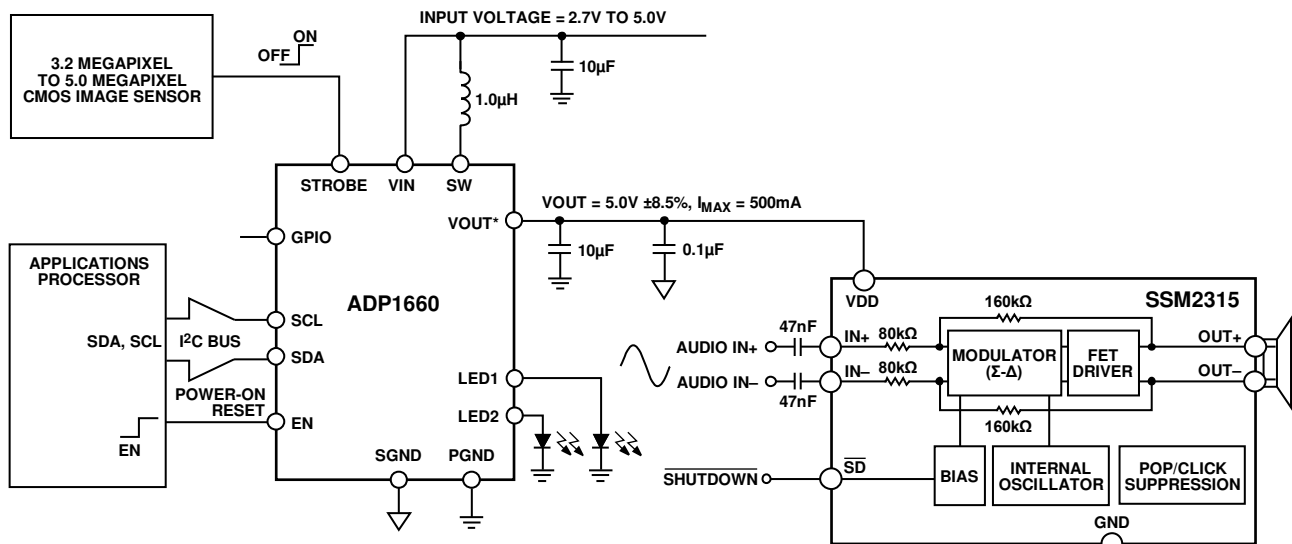 INPUT VOLTAGE = 2.7V TO 5.0V
ON
OFF
3.2 MEGAPIXEL
TO 5.0 MEGAPIXEL
CMOS IMAGE SENSOR
10µF
1.0µH
STROBE
VIN
SW
VOUT*
VOUT = 5.0V ±8.5%, IMAX = 500mA
GPIO
10µF
0.1µF
APPLICATIONS
PROCESSOR
ADP1660
SDA, SCL
I2C BUS
SCL
SDA
POWER-ON
RESET
EN
EN
LED1
LED2
SGND
PGND
VDD
SSM2315
160kΩ
47nF
AUDIO IN+
IN+
80kΩ
MODULATOR
(Σ-Δ)
FET
DRIVER
OUT+
AUDIO IN–
IN–
80kΩ
OUT–
47nF
160kΩ
SHUTDOWN
SD
BIAS
INTERNAL
OSCILLATOR
POP/CLICK
SUPPRESSION
GND